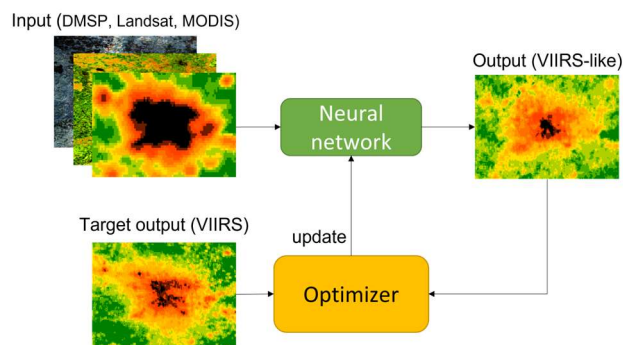 Input (DMSP, Landsat, MODIS)
Output (VIIRS-like)
Neural
network
Target output (VIIRS)
update
Optimizer